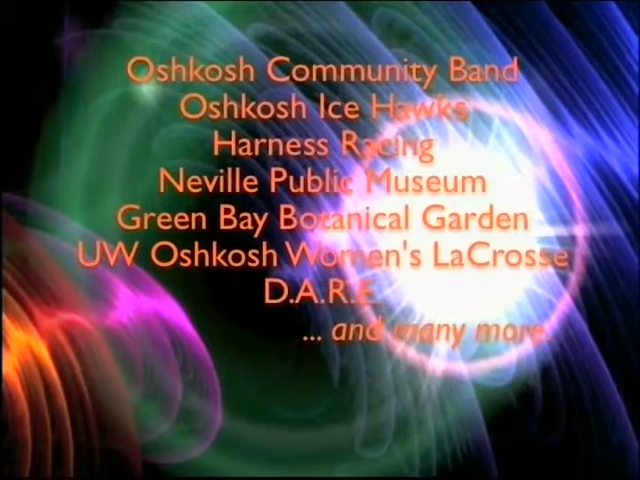 Oshkosh Community Band
Oshkosh Ice Hawks
Harness Racing
Neville Public Museum
Green Bay Botanical Garden
UW Oshkosh Women's LaCrosse
D.A.R.E.
... and many more.